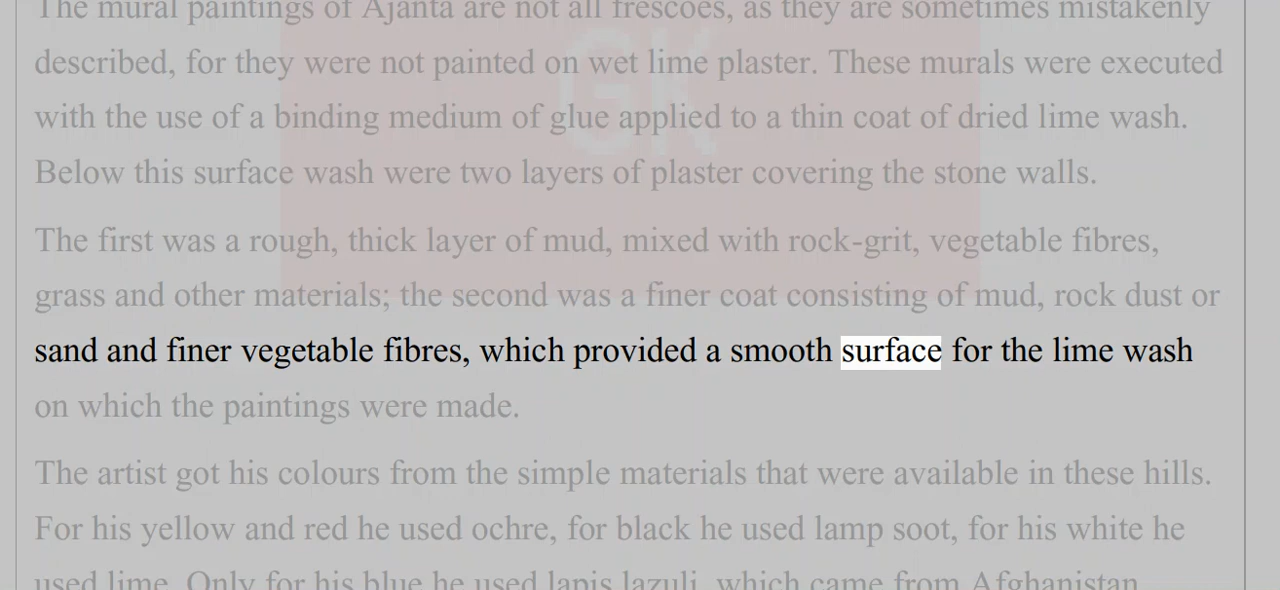 The mural paintings of Ajanta are not all frescoes, as they are sometimes mistakenly
described, for they were not painted on wet lime plaster. These murals were executed
with the use of a binding medium of glue applied to a thin coat of dried lime wash.
Below this surface wash were two layers of plaster covering the stone walls.
The first was a rough, thick layer of mud, mixed with rock-grit, vegetable fibres,
grass and other materials; the second was a finer coat consisting of mud, rock dust or
sand and finer vegetable fibres, which provided a smooth surface for the lime wash
on which the paintings were made.
The artist got his colours from the simple materials that were available in these hills.
For his yellow and red he used ochre, for black he used lamp soot, for his white he
used lime. Only for his blue he used lapis lazuli, which came from Afghanistan.
GK